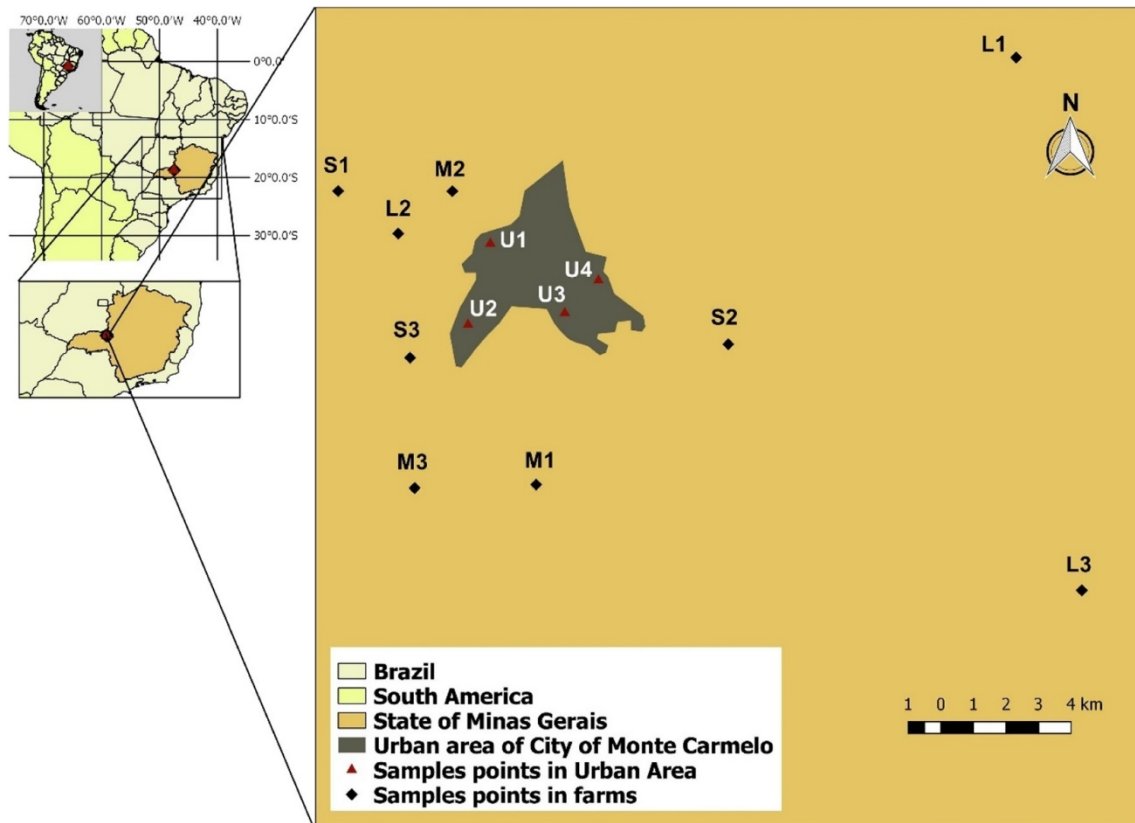 70°0.0'W 60°0.0'W 50°0.0'W 40°0.0'W
0°0.0'
10°0.0'S
20°0.0'S
30°0.0'S
L1
N
S1
M2
L2
U1
U4
U2
U3
S3
S2
M3
M1
L3
Brazil
South America
State of Minas Gerais
Urban area of City of Monte Carmelo
Samples points in Urban Area
Samples points in farms
1 0 1 2 3 4 km